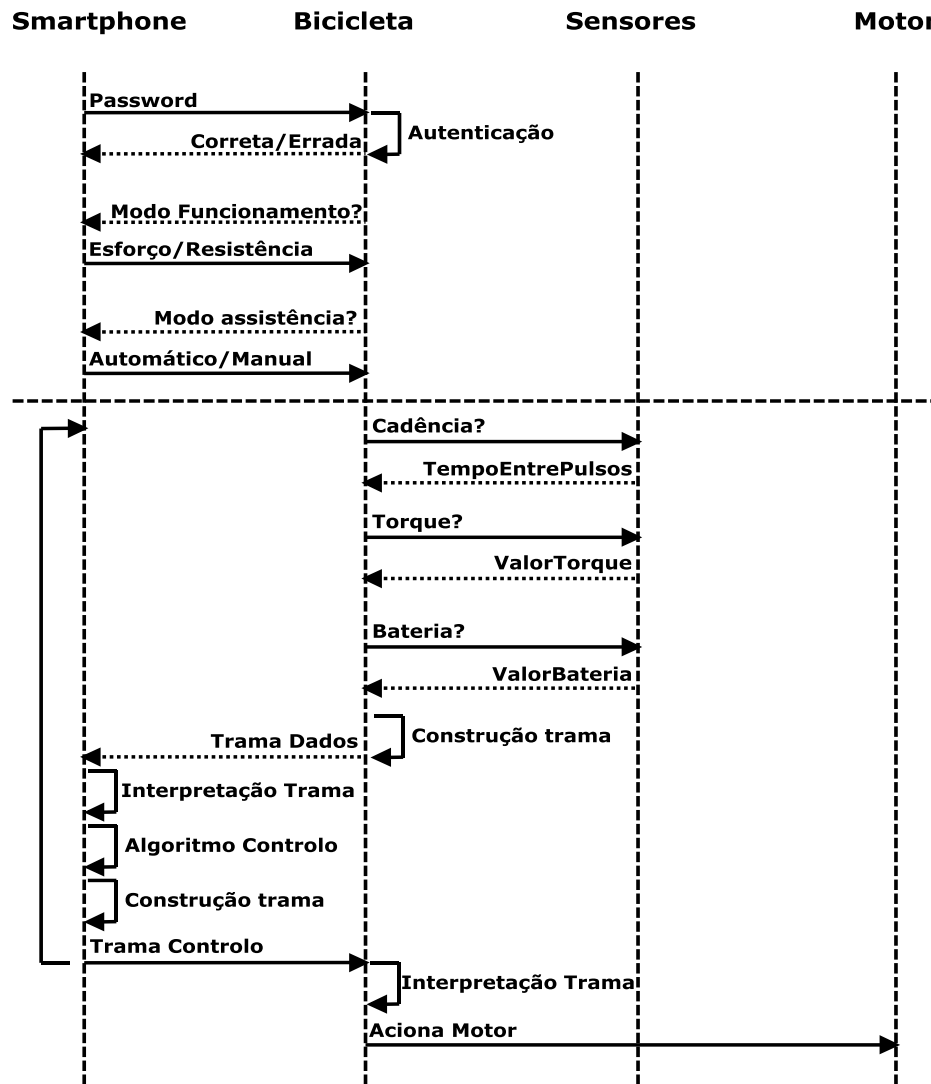 Smartphone Bicicleta Sensores Motor
Password
Autenticação
Correta/Errada
Modo Funcionamento?
Esforço/Resistência
Modo assistência?
Automático/Manual
Cadência?
TempoEntrePulsos
Torque?
ValorTorque
Bateria?
ValorBateria
Construção trama
Trama Dados
Interpretação Trama
Algoritmo Controlo
Construção trama
Trama Controlo
Interpretação Trama
Aciona Motor